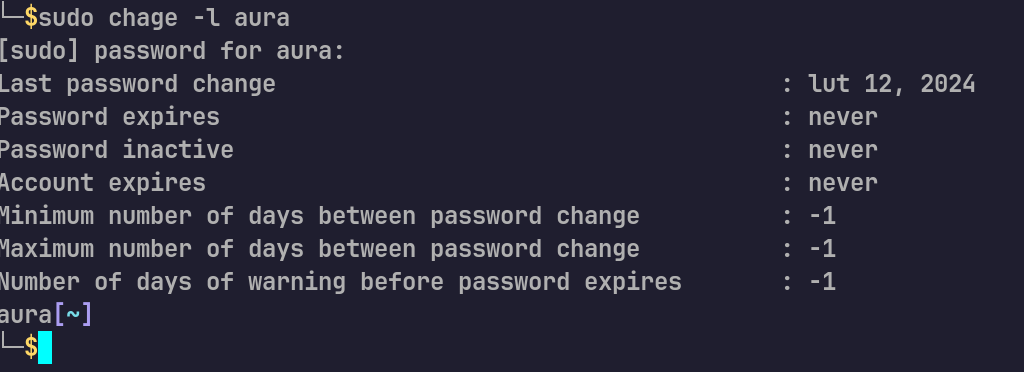 └─$sudo chage -l aura
[sudo] password for aura:
Last password change : lut 12, 2024
Password expires : never
Password inactive : never
Account expires : never
Minimum number of days between password change : -1
Maximum number of days between password change : -1
Number of days of warning before password expires : -1
aura[~]
└─$